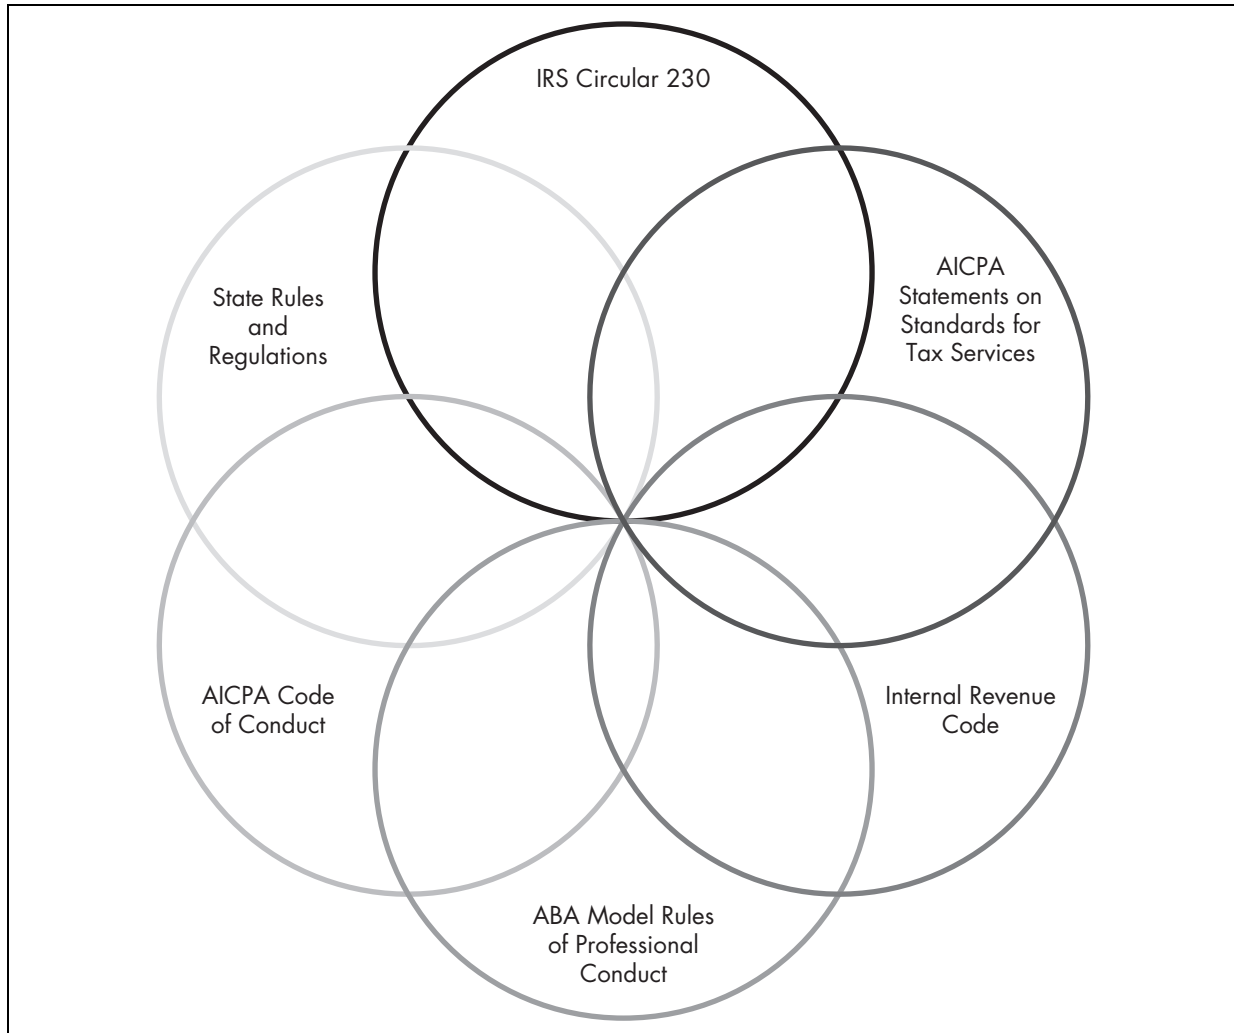 IRS Circular 230
AICPA
Statements on
Standards for
Tax Services
State Rules
and
Regulations
AICPA Code
of Conduct
Internal Revenue
Code
ABA Model Rules
of Professional
Conduct